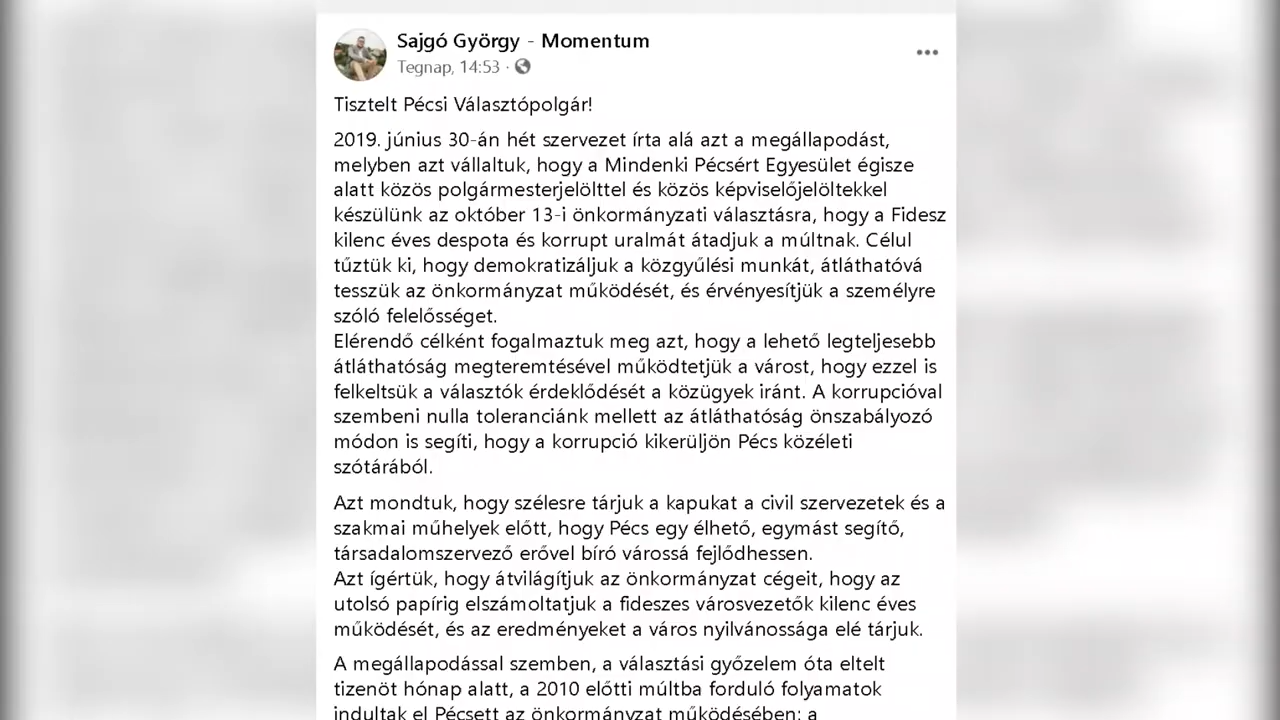 Sajgó György - Momentum
Tegnap, 14:53 ·
Tisztelt Pécsi Választópolgár!
2019. június 30-án hét szervezet írta alá azt a megállapodást,
melyben azt vállaltuk, hogy a Mindenki Pécsért Egyesület égisze
alatt közös polgármesterjelölttel és közös képviselőjelöltekkel
készülünk az október 13-i önkormányzati választásra, hogy a Fidesz
kilenc éves despota és korrupt uralmát átadjuk a múltnak. Célul
tűztük ki, hogy demokratizáljuk a közgyűlési munkát, átláthatóvá
tesszük az önkormányzat működését, és érvényesítjük a személyre
szóló felelősséget.
Elérendő célként fogalmaztuk meg azt, hogy a lehető legteljesebb
átláthatóság megteremtésével működtetjük a várost, hogy ezzel is
felkeltsük a választók érdeklődését a közügyek iránt. A korrupcióval
szembeni nulla toleranciánk mellett az átláthatóság önszabályozó
módon is segíti, hogy a korrupció kikerüljön Pécs közéleti
szótárából.
Azt mondtuk, hogy szélesre tárjuk a kapukat a civil szervezetek és a
szakmai műhelyek előtt, hogy Pécs egy élhető, egymást segítő,
társadalomszervező erővel bíró várossá fejlődhessen.
Azt ígértük, hogy átvilágítjuk az önkormányzat cégeit, hogy az
utolsó papírig elszámoltatjuk a fideszes városvezetők kilenc éves
működését, és az eredményeket a város nyilvánossága elé tárjuk.
A megállapodással szemben, a választási győzelem óta eltelt
tizenöt hónap alatt, a 2010 előtti múltba forduló folyamatok
indultak el Pécsett az önkormányzat működésében: a